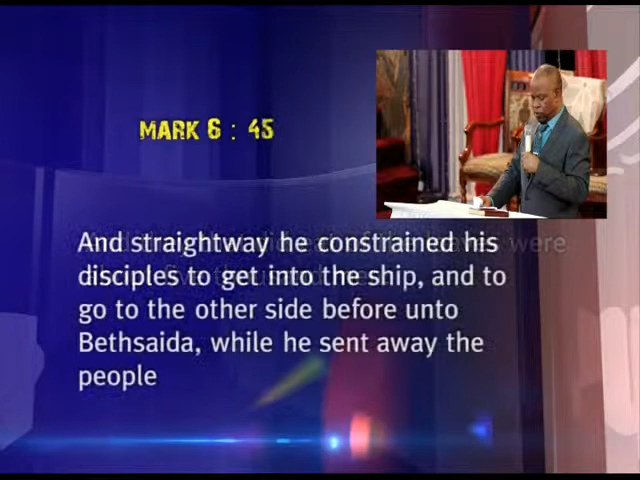 MARK 6 : 45
And straightway he constrained his
disciples to get into the ship, and to
go to the other side before unto
Bethsaida, while he sent away the
people
were